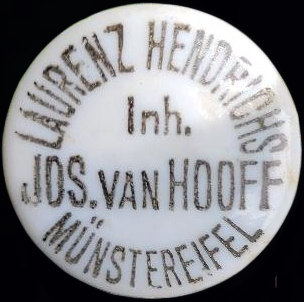 LAURENZ HENDRICHS
Inh.
JOS. VAN HOOFF
MÜNSTEREIFEL